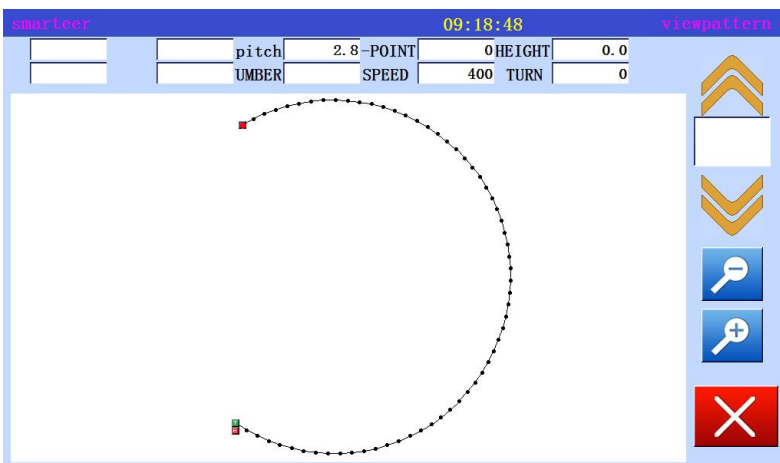 smarteer 09:18:48 viewpattern
pitch 2.8 -POINT 0 HEIGHT 0.0
UMBER SPEED 400 TURN 0